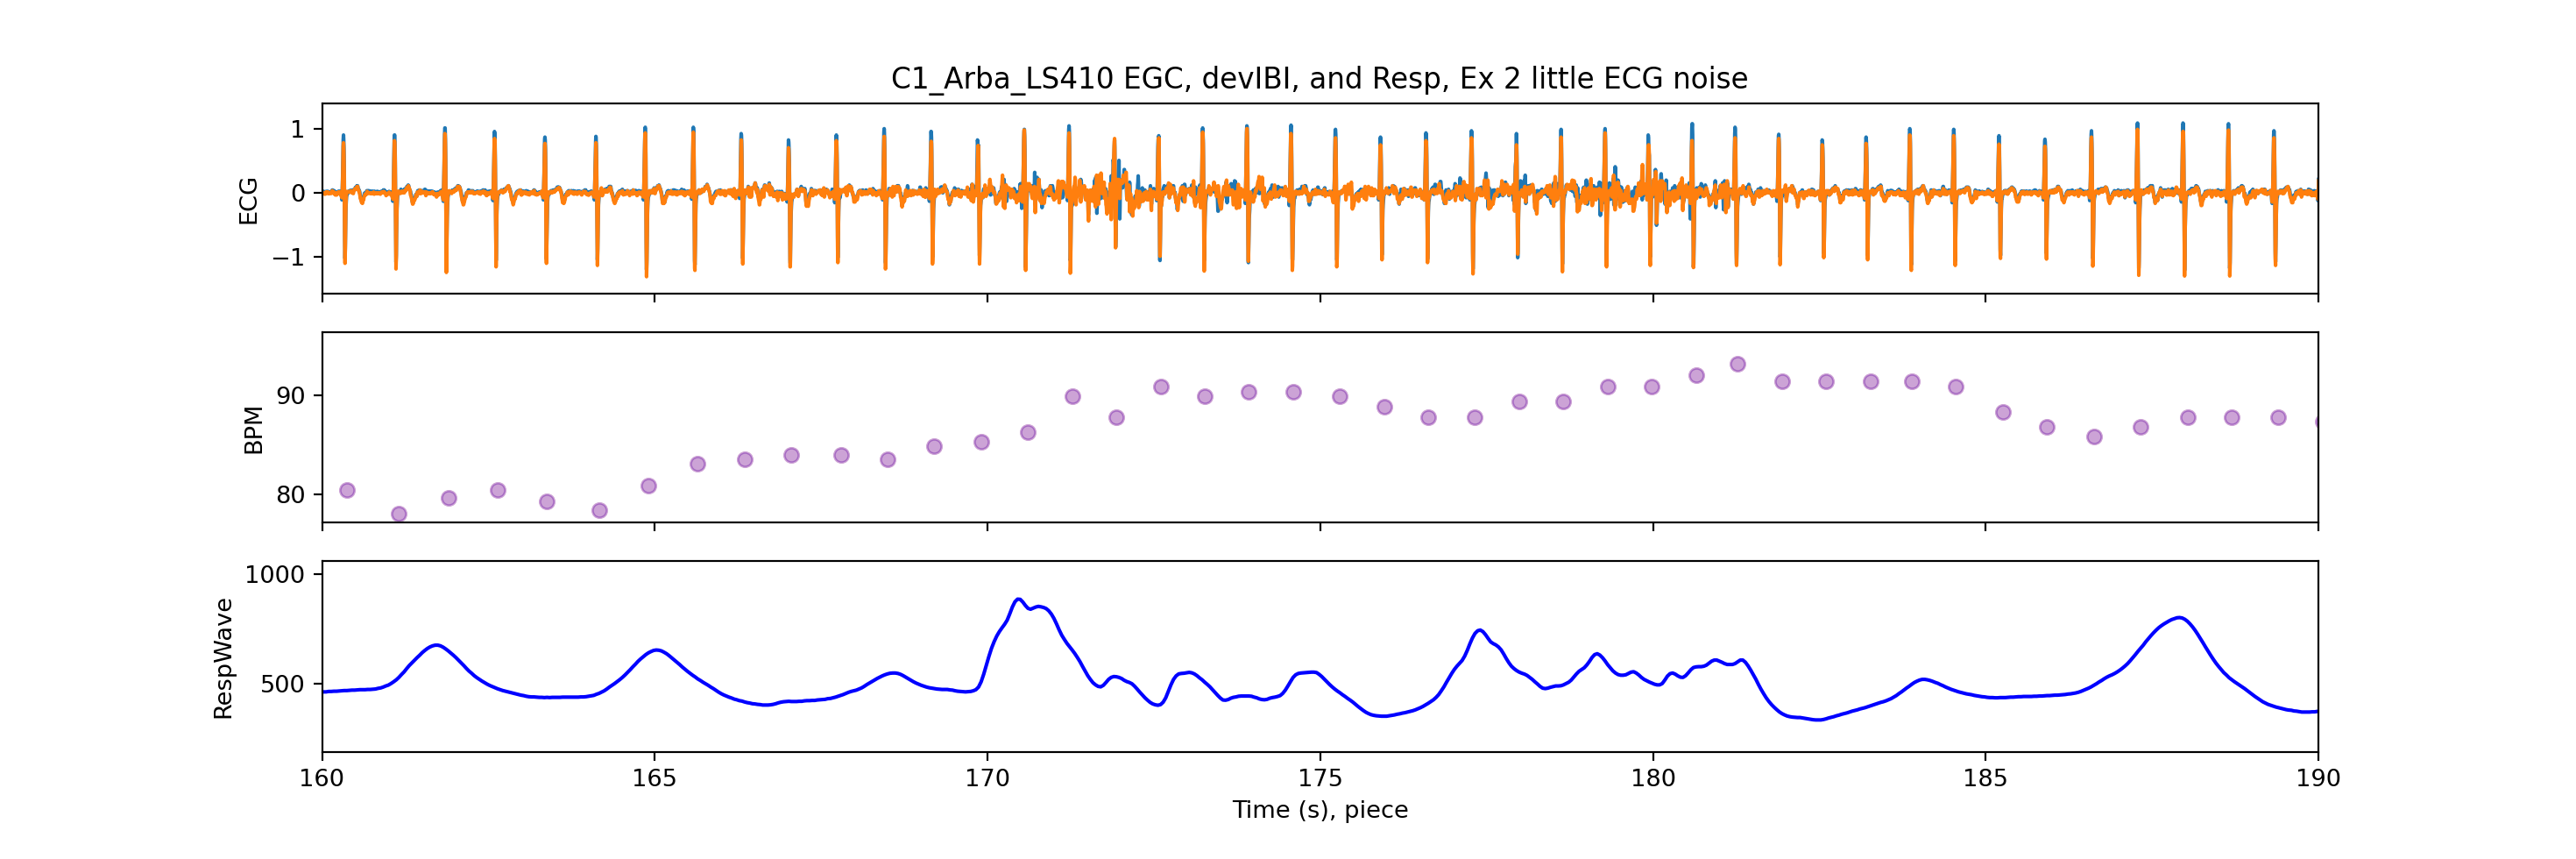 C1_Arba_LS410 EGC, devIBI, and Resp, Ex 2 little ECG noise
1
0
−1
ECG
90
80
BPM
1000
500
RespWave
160 165 170 175 180 185 190
Time (s), piece